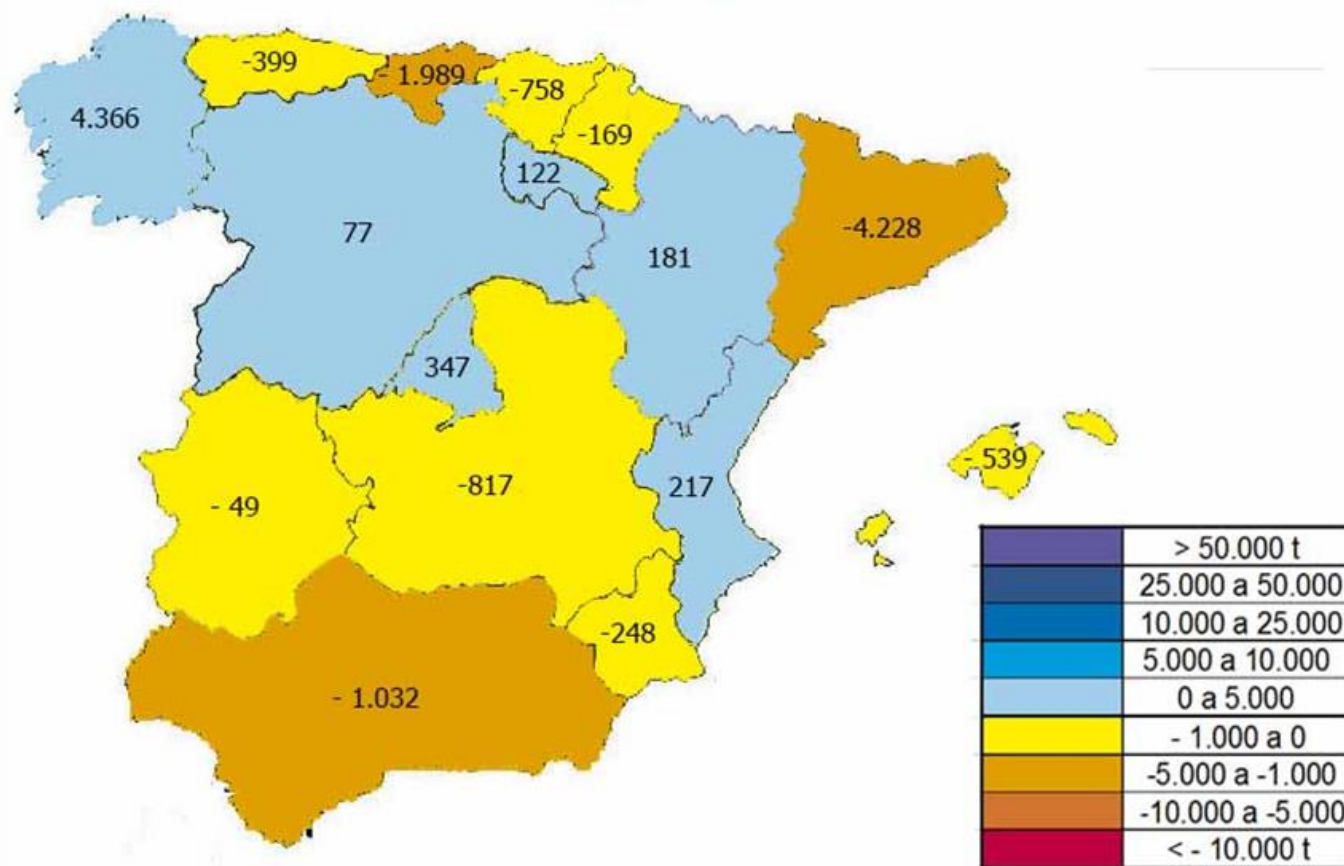 -399
- 1.989
-758
4.366
-169
122
77
-4.228
181
347
- 539
-817
217
- 49
-248
- 1.032
> 50.000 t
25.000 a 50.000
10.000 a 25.000
5.000 a 10.000
0 a 5.000
- 1.000 a 0
-5.000 a -1.000
-10.000 a -5.000
< - 10.000 t